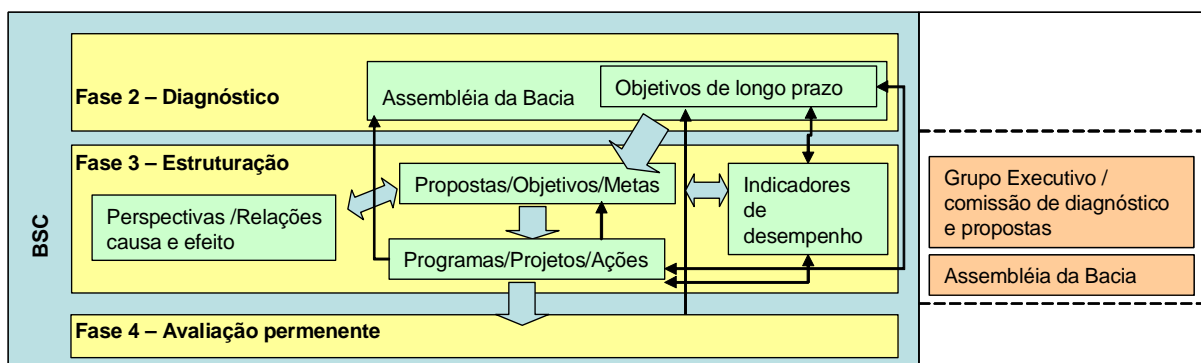 BSC
Fase 2 – Diagnóstico
Assembléia da Bacia
Objetivos de longo prazo
Fase 3 – Estruturação
Perspectivas /Relações
causa e efeito
Propostas/Objetivos/Metas
Programas/Projetos/Ações
Indicadores
de
desempenho
Fase 4 – Avaliação permenente
Grupo Executivo /
comissão de diagnóstico
e propostas
Assembléia da Bacia